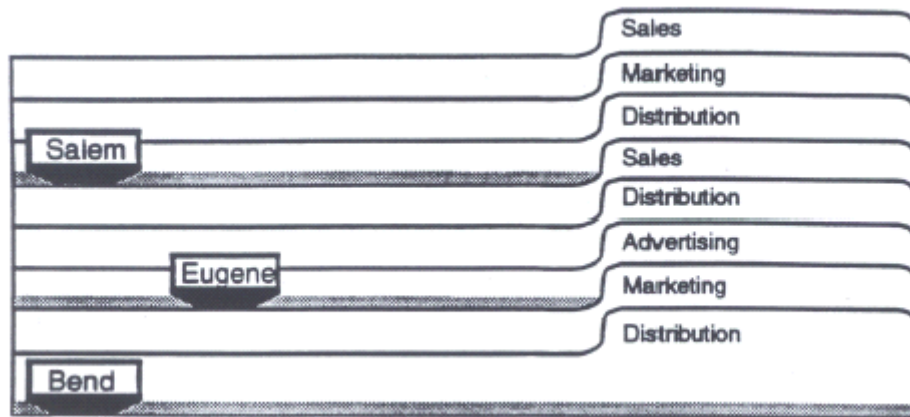 Sales
Marketing
Distribution
Salem
Sales
Distribution
Advertising
Eugene
Marketing
Distribution
Bend